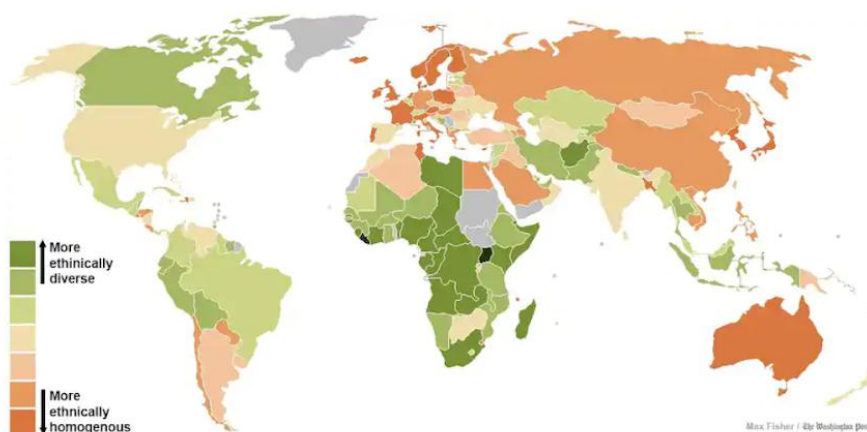 More
ethinically
diverse
More
ethnically
homogenous
Max Fisher / The Washington Post